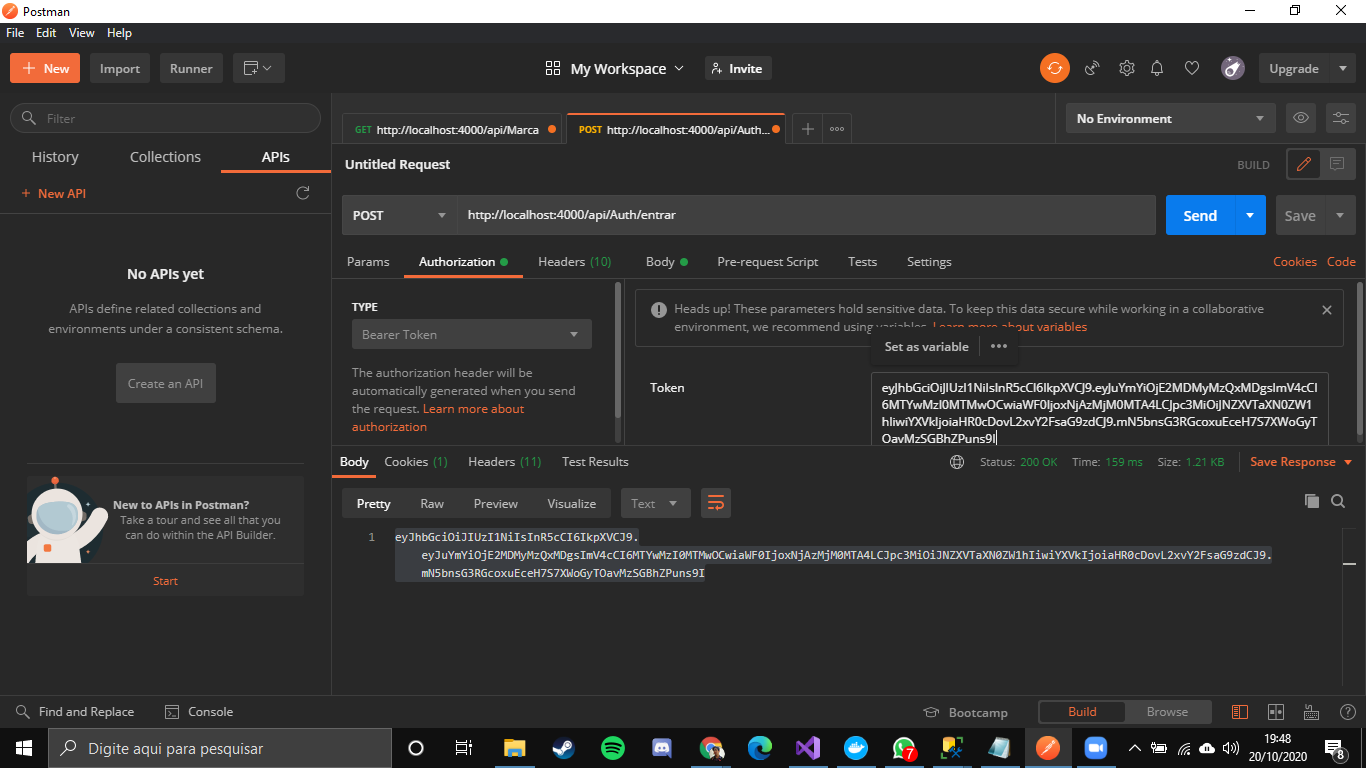 Postman
File Edit View Help
New Import Runner
My Workspace Invite
Upgrade
Filter
History Collections APIs
New API
No APIs yet
APIs define related collections and
environments under a consistent schema.
Create an API
New to APIs in Postman?
Take a tour and see all that you
can do within the API Builder.
Start
GET http://localhost:4000/api/Marca
POST http://localhost:4000/api/Auth...
No Environment
Untitled Request
BUILD
POST http://localhost:4000/api/Auth/entrar
Send Save
Params Authorization Headers (10) Body Pre-request Script Tests Settings
Cookies Code
TYPE
Bearer Token
The authorization header will be
automatically generated when you send
the request. Learn more about
authorization
Heads up! These parameters hold sensitive data. To keep this data secure while working in a collaborative
environment, we recommend using variables. Learn more about variables
Set as variable
Token
eyJhbGciOiJIUzI1NiIsInR5cCI6IkpXVCJ9.eyJuYmYiOjE2MDMyMzQxMDgsImV4cCI
6MTYwMzI0MTMwOCwiaWF0IjoxNjAzMjM0MTA4LCJpc3MiOiJNZXVTaXN0ZW1
hIiwiYXVkIjoiaHR0cDovL2xvY2FsaG9zdCJ9.mN5bnsG3RGcoxuEceH7S7XWoGyT
OavMzSGBhZPuns9I
Body Cookies (1) Headers (11) Test Results
Status: 200 OK Time: 159 ms Size: 1.21 KB Save Response
Pretty Raw Preview Visualize Text
1 eyJhbGciOiJIUzI1NiIsInR5cCI6IkpXVCJ9.
eyJuYmYiOjE2MDMyMzQxMDgsImV4cCI6MTYwMzI0MTMwOCwiaWF0IjoxNjAzMjM0MTA4LCJpc3MiOiJNZXVTaXN0ZW1hIiwiYXVkIjoiaHR0cDovL2xvY2FsaG9zdCJ9.
mN5bnsG3RGcoxuEceH7S7XWoGyTOavMzSGBhZPuns9I
Find and Replace Console
Bootcamp Build Browse
Digite aqui para pesquisar
7
19:48
20/10/2020
8